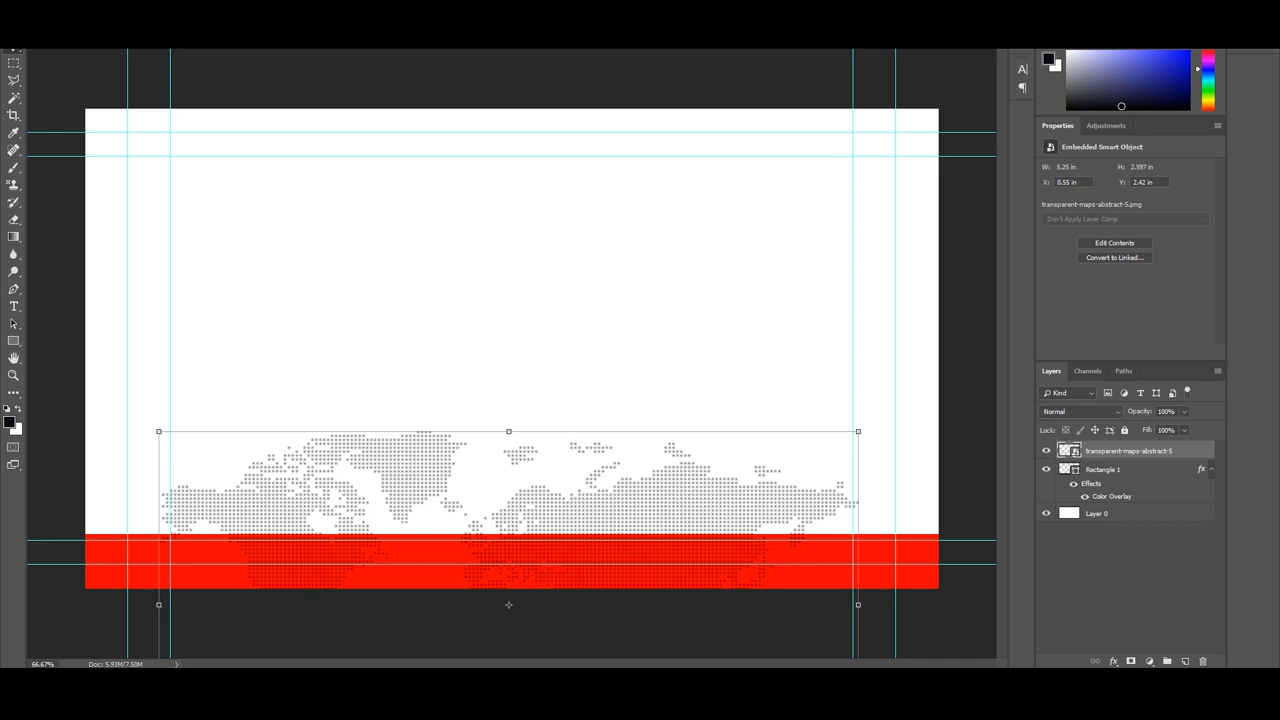 A|
Properties Adjustments
Embedded Smart Object
W: 5.25 in H: 2.597 in
X: 0.55 in Y: 2.42 in
transparent-maps-abstract-5.png
Don't Apply Layer Comp
Edit Contents
Convert to Linked...
Layers Channels Paths
Kind
Normal Opacity: 100%
Lock: Fill: 100%
transparent-maps-abstract-5
Rectangle 1 fx
Effects
Color Overlay
Layer 0
66.67% Doc: 5.93M/7.50M
fx